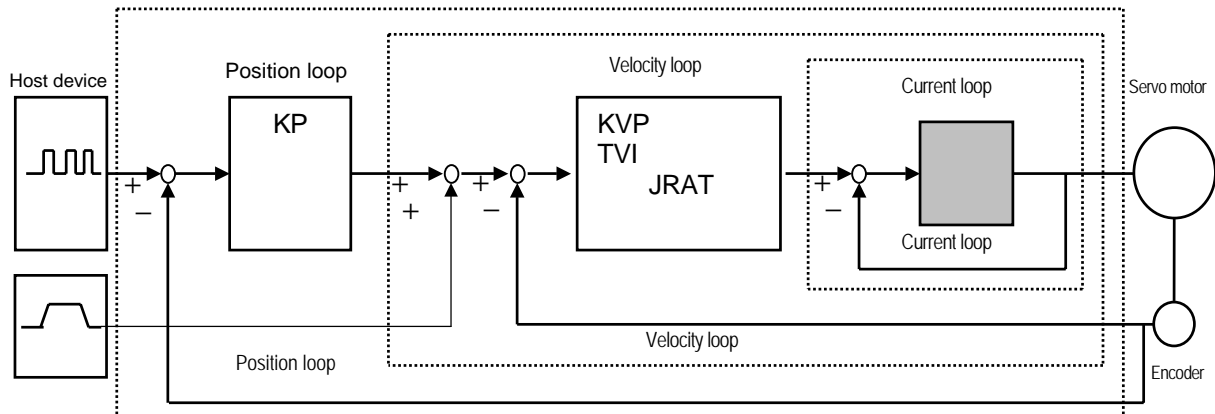 Host device
Position loop
KP
Velocity loop
KVP
TVI
JRAT
Current loop
Servo motor
+
−
+
+
+
−
+
−
Current loop
Velocity loop
Position loop
Encoder